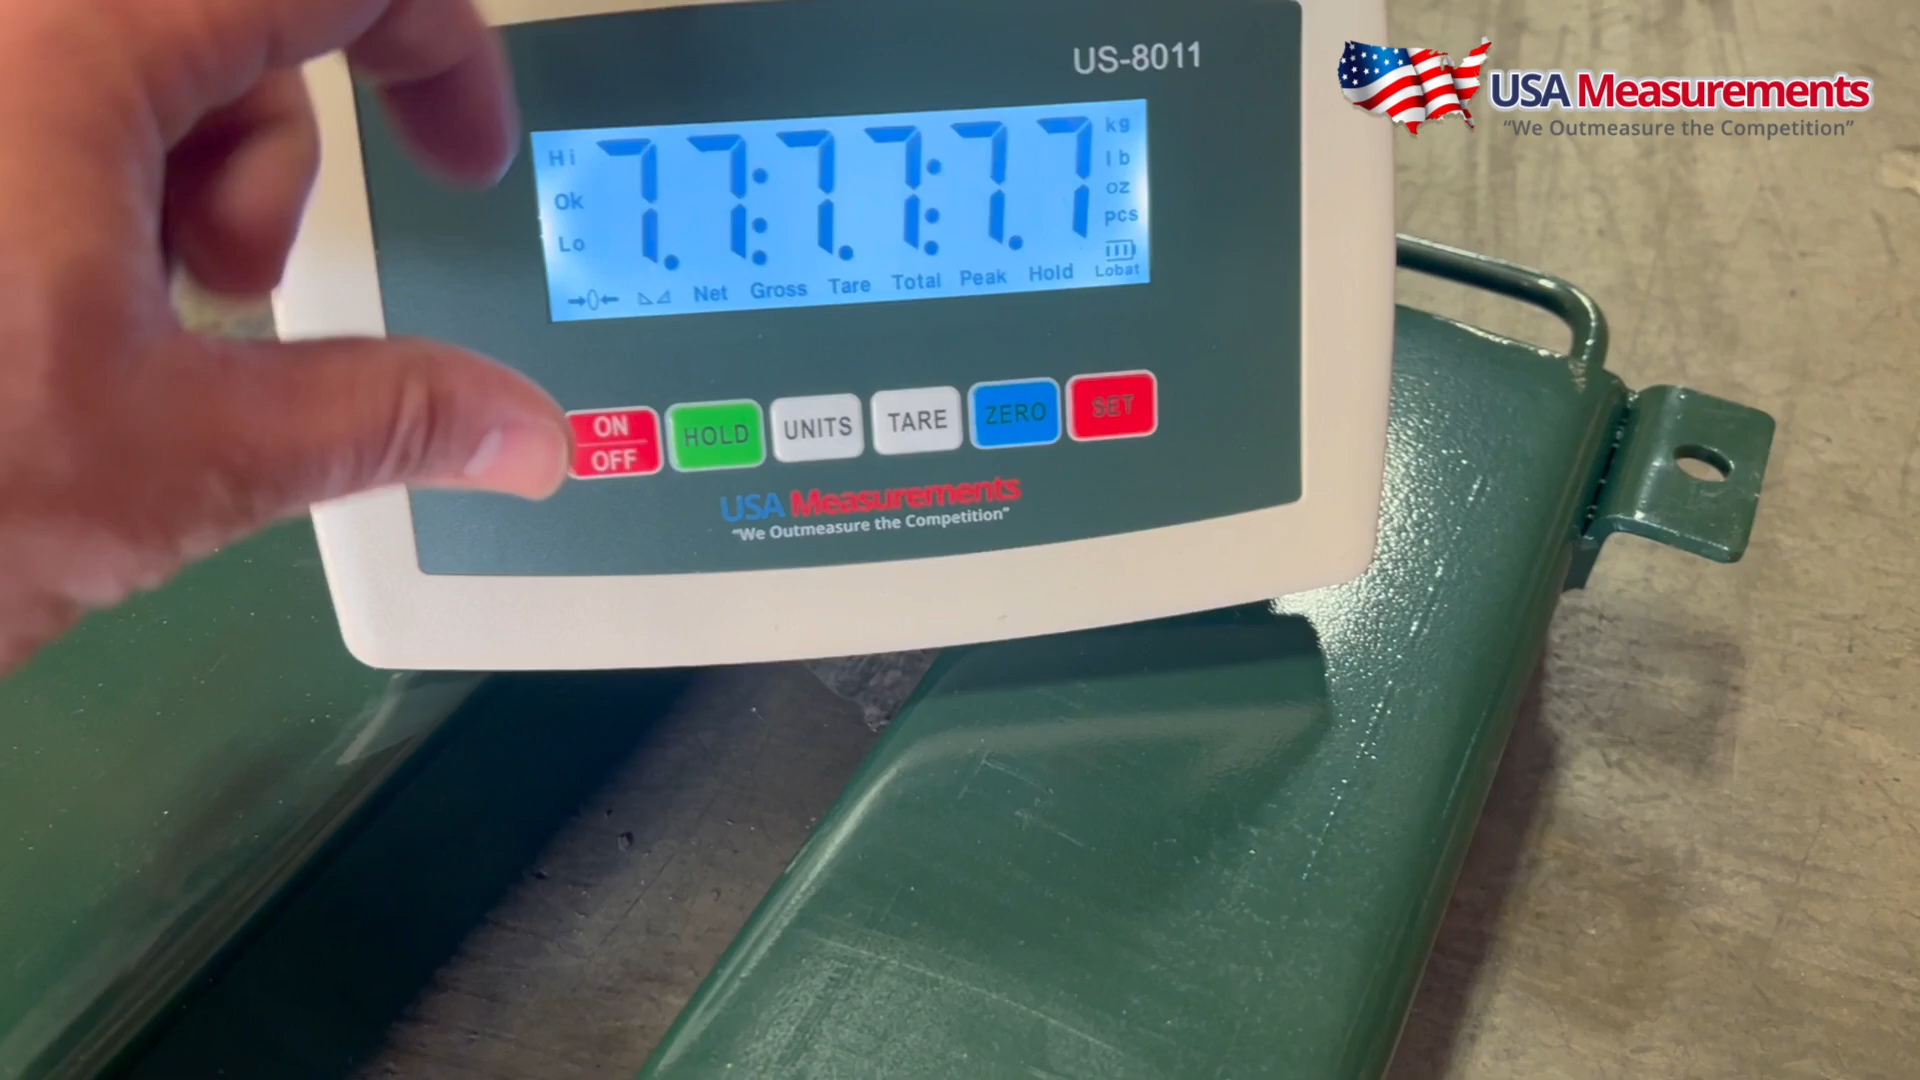 US-8011
USA Measurements
“We Outmeasure the Competition”
Hi
Ok
Lo
7.7:7.7:7.7
kg
lb
oz
pcs
Lobat
→0← Net Gross Tare Total Peak Hold
ON
OFF
HOLD
UNITS
TARE
ZERO
SET
USA Measurements
“We Outmeasure the Competition”